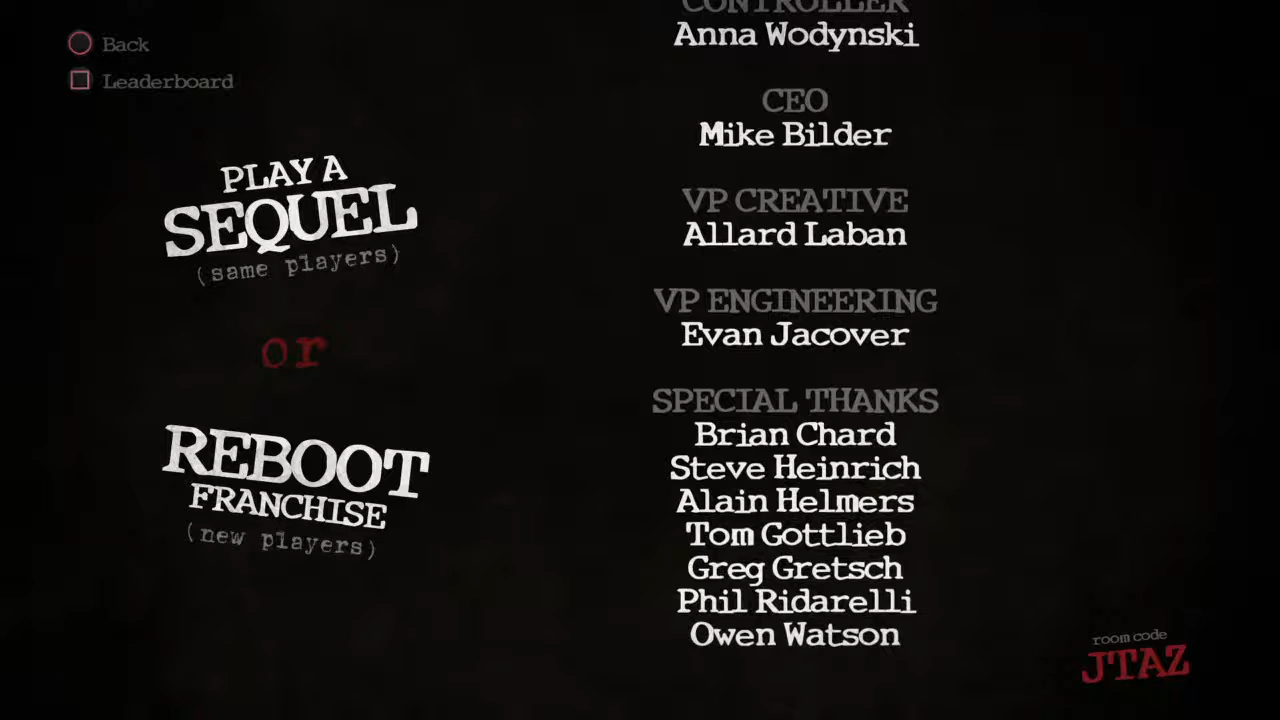 Back
Leaderboard
PLAY A
SEQUEL
(same players)
or
REBOOT
FRANCHISE
(new players)
CONTROLLER
Anna Wodynski
CEO
Mike Bilder
VP CREATIVE
Allard Laban
VP ENGINEERING
Evan Jacover
SPECIAL THANKS
Brian Chard
Steve Heinrich
Alain Helmers
Tom Gottlieb
Greg Gretsch
Phil Ridarelli
Owen Watson
room code
JTAZ